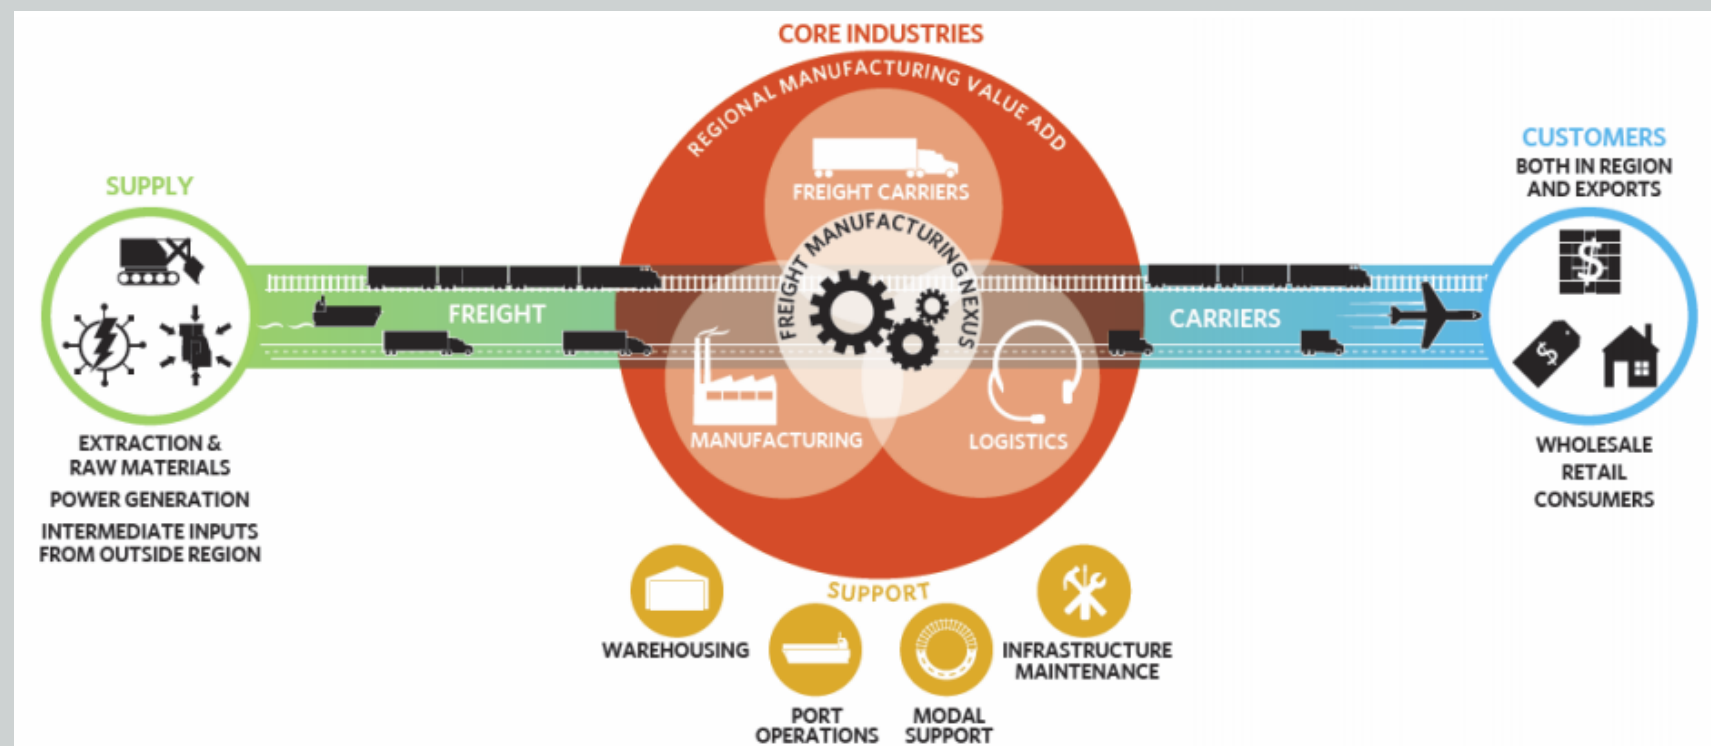 CORE INDUSTRIES
REGIONAL MANUFACTURING VALUE ADD
FREIGHT CARRIERS
FREIGHT MANUFACTURING NEXUS
MANUFACTURING
LOGISTICS
SUPPLY
FREIGHT
CARRIERS
EXTRACTION &
RAW MATERIALS
POWER GENERATION
INTERMEDIATE INPUTS
FROM OUTSIDE REGION
CUSTOMERS
BOTH IN REGION
AND EXPORTS
$
$
WHOLESALE
RETAIL
CONSUMERS
SUPPORT
WAREHOUSING
PORT
OPERATIONS
MODAL
SUPPORT
INFRASTRUCTURE
MAINTENANCE